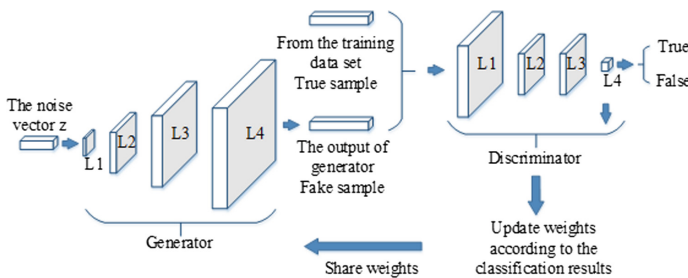 The noise
vector z
L1
L2
L3
L4
Generator
From the training
data set
True sample
The output of
generator
Fake sample
L1
L2
L3
L4
True
False
Discriminator
Update weights
according to the
classification results
Share weights